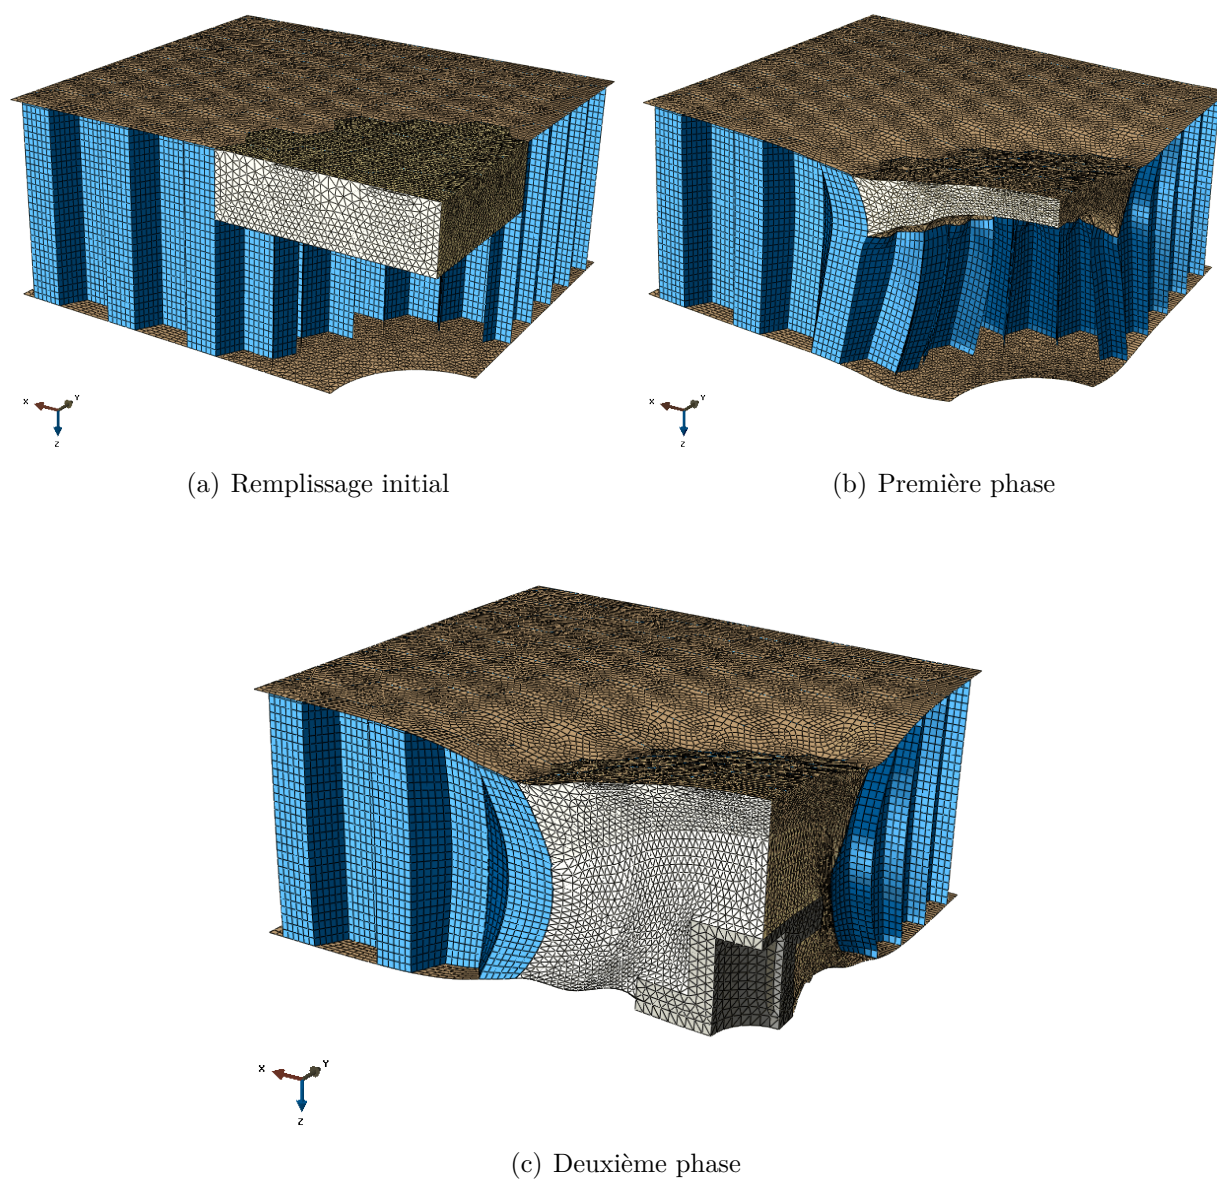 X Y
Z
X Y
Z
(a) Remplissage initial
(b) Première phase
X Y
Z
(c) Deuxième phase